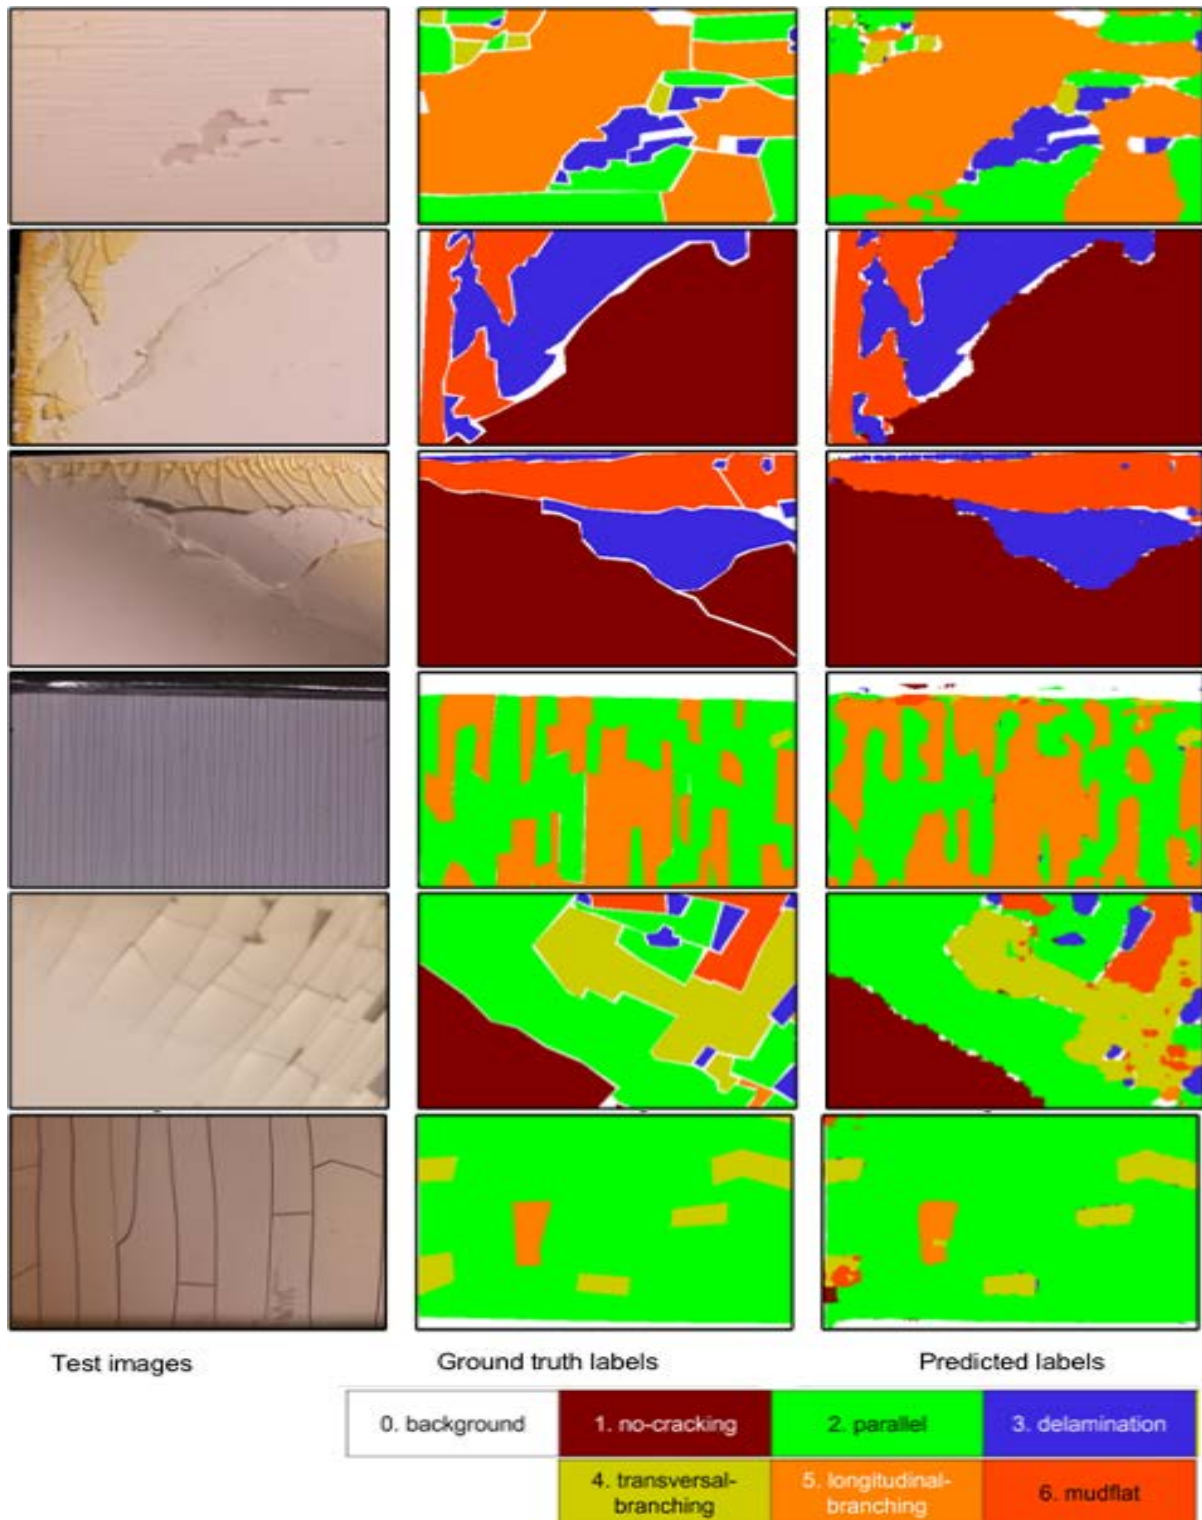 Test images
Ground truth labels
Predicted labels
0. background
1. no-cracking
2. parallel
3. delamination
4. transversal-
branching
5. longitudinal-
branching
6. mudflat